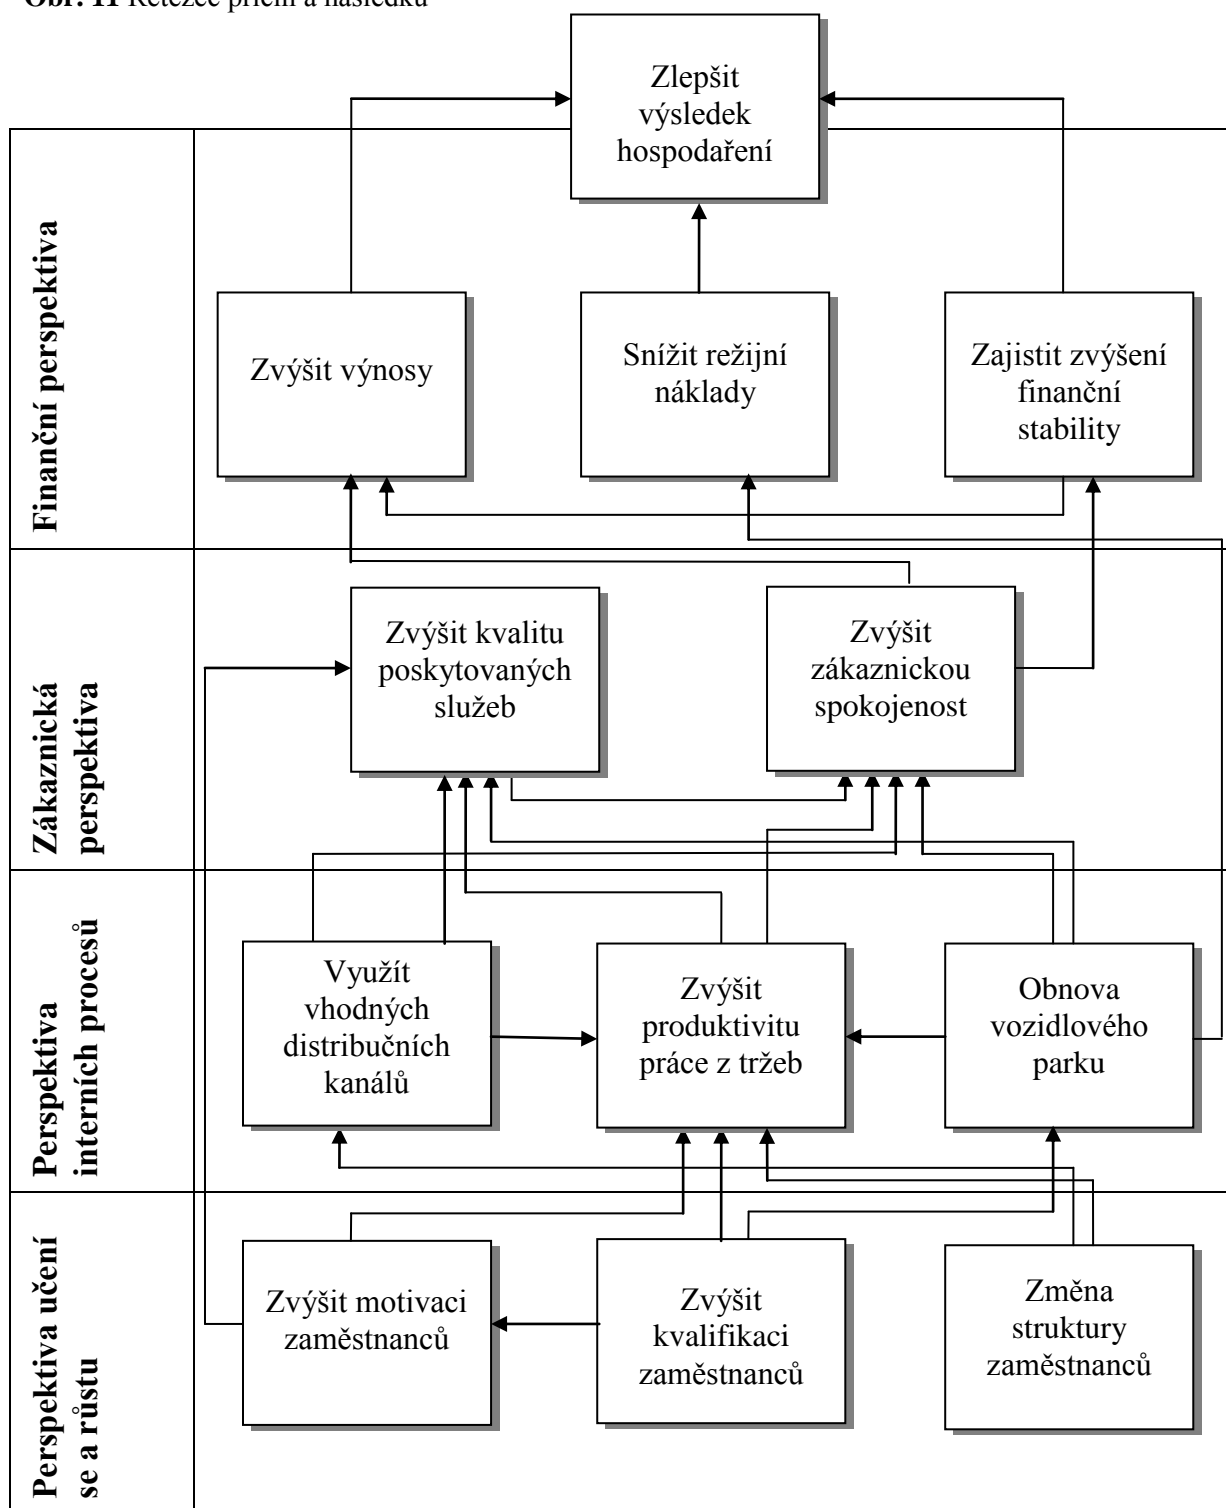 Obr. 11 Řetězec příčin a následků
Zlepšit
výsledek
hospodaření
Finanční perspektiva
Zvýšit výnosy
Snížit režijní
náklady
Zajistit zvýšení
finanční
stability
Zákaznická
perspektiva
Zvýšit kvalitu
poskytovaných
služeb
Zvýšit
zákaznickou
spokojenost
Perspektiva
interních procesů
Využít
vhodných
distribučních
kanálů
Zvýšit
produktivitu
práce z tržeb
Obnova
vozidlového
parku
Perspektiva učení
se a růstu
Zvýšit motivaci
zaměstnanců
Zvýšit
kvalifikaci
zaměstnanců
Změna
struktury
zaměstnanců